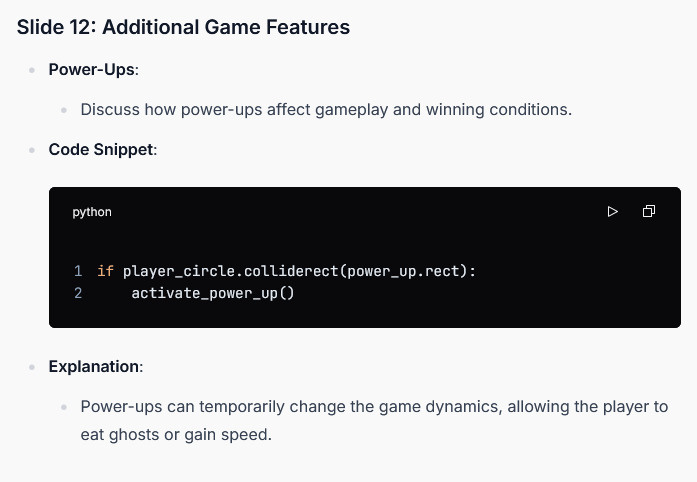 Slide 12: Additional Game Features
Power-Ups:
Discuss how power-ups affect gameplay and winning conditions.
Code Snippet:
python
1 if player_circle.colliderect(power_up.rect):
2     activate_power_up()
Explanation:
Power-ups can temporarily change the game dynamics, allowing the player to
eat ghosts or gain speed.